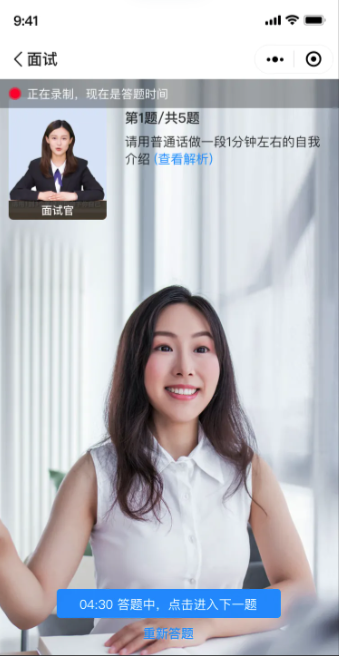 9:41
面试
正在录制，现在是答题时间
第1题/共5题
请用普通话做一段1分钟左右的自我
介绍 (查看解析)
面试官
04:30 答题中，点击进入下一题
重新答题